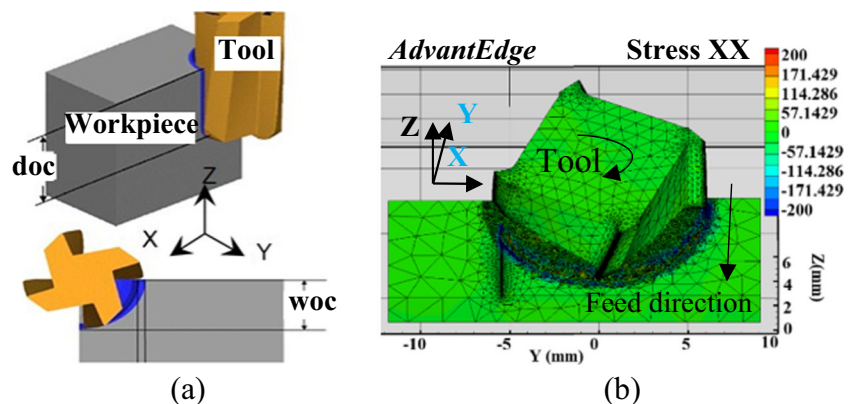 Tool
Workpiece
doc
Z
X
Y
woc
(a)
AdvantEdge
Stress XX
200
171.429
114.286
57.1429
0
-57.1429
-114.286
-171.429
-200
Z
Y
X
Tool
Feed direction
6
4
2
0
Z(mm)
-10
-5
0
5
10
Y (mm)
(b)